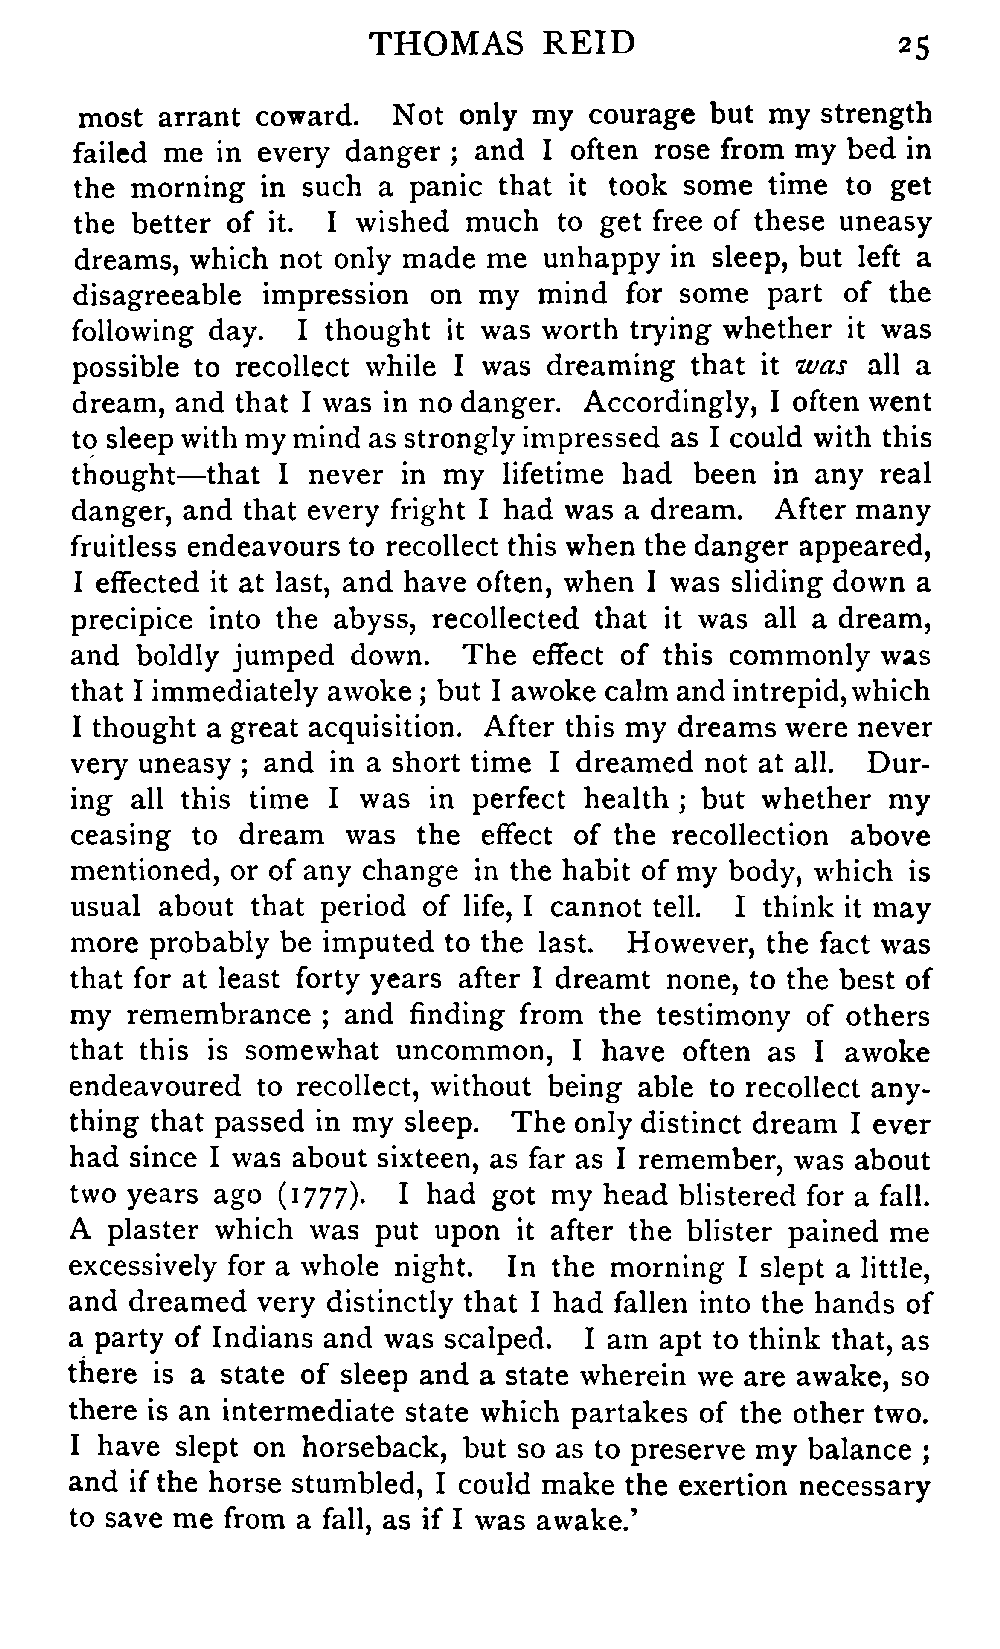 THOMAS REID 25
most arrant coward. Not only my courage but my strength
failed me in every danger ; and I often rose from my bed in
the morning in such a panic that it took some time to get
the better of it. I wished much to get free of these uneasy
dreams, which not only made me unhappy in sleep, but left a
disagreeable impression on my mind for some part of the
following day. I thought it was worth trying whether it was
possible to recollect while I was dreaming that it was all a
dream, and that I was in no danger. Accordingly, I often went
to sleep with my mind as strongly impressed as I could with this
thought—that I never in my lifetime had been in any real
danger, and that every fright I had was a dream. After many
fruitless endeavours to recollect this when the danger appeared,
I effected it at last, and have often, when I was sliding down a
precipice into the abyss, recollected that it was all a dream,
and boldly jumped down. The effect of this commonly was
that I immediately awoke ; but I awoke calm and intrepid, which
I thought a great acquisition. After this my dreams were never
very uneasy ; and in a short time I dreamed not at all. Dur-
ing all this time I was in perfect health ; but whether my
ceasing to dream was the effect of the recollection above
mentioned, or of any change in the habit of my body, which is
usual about that period of life, I cannot tell. I think it may
more probably be imputed to the last. However, the fact was
that for at least forty years after I dreamt none, to the best of
my remembrance ; and finding from the testimony of others
that this is somewhat uncommon, I have often as I awoke
endeavoured to recollect, without being able to recollect any-
thing that passed in my sleep. The only distinct dream I ever
had since I was about sixteen, as far as I remember, was about
two years ago (1777). I had got my head blistered for a fall.
A plaster which was put upon it after the blister pained me
excessively for a whole night. In the morning I slept a little,
and dreamed very distinctly that I had fallen into the hands of
a party of Indians and was scalped. I am apt to think that, as
there is a state of sleep and a state wherein we are awake, so
there is an intermediate state which partakes of the other two.
I have slept on horseback, but so as to preserve my balance ;
and if the horse stumbled, I could make the exertion necessary
to save me from a fall, as if I was awake.’